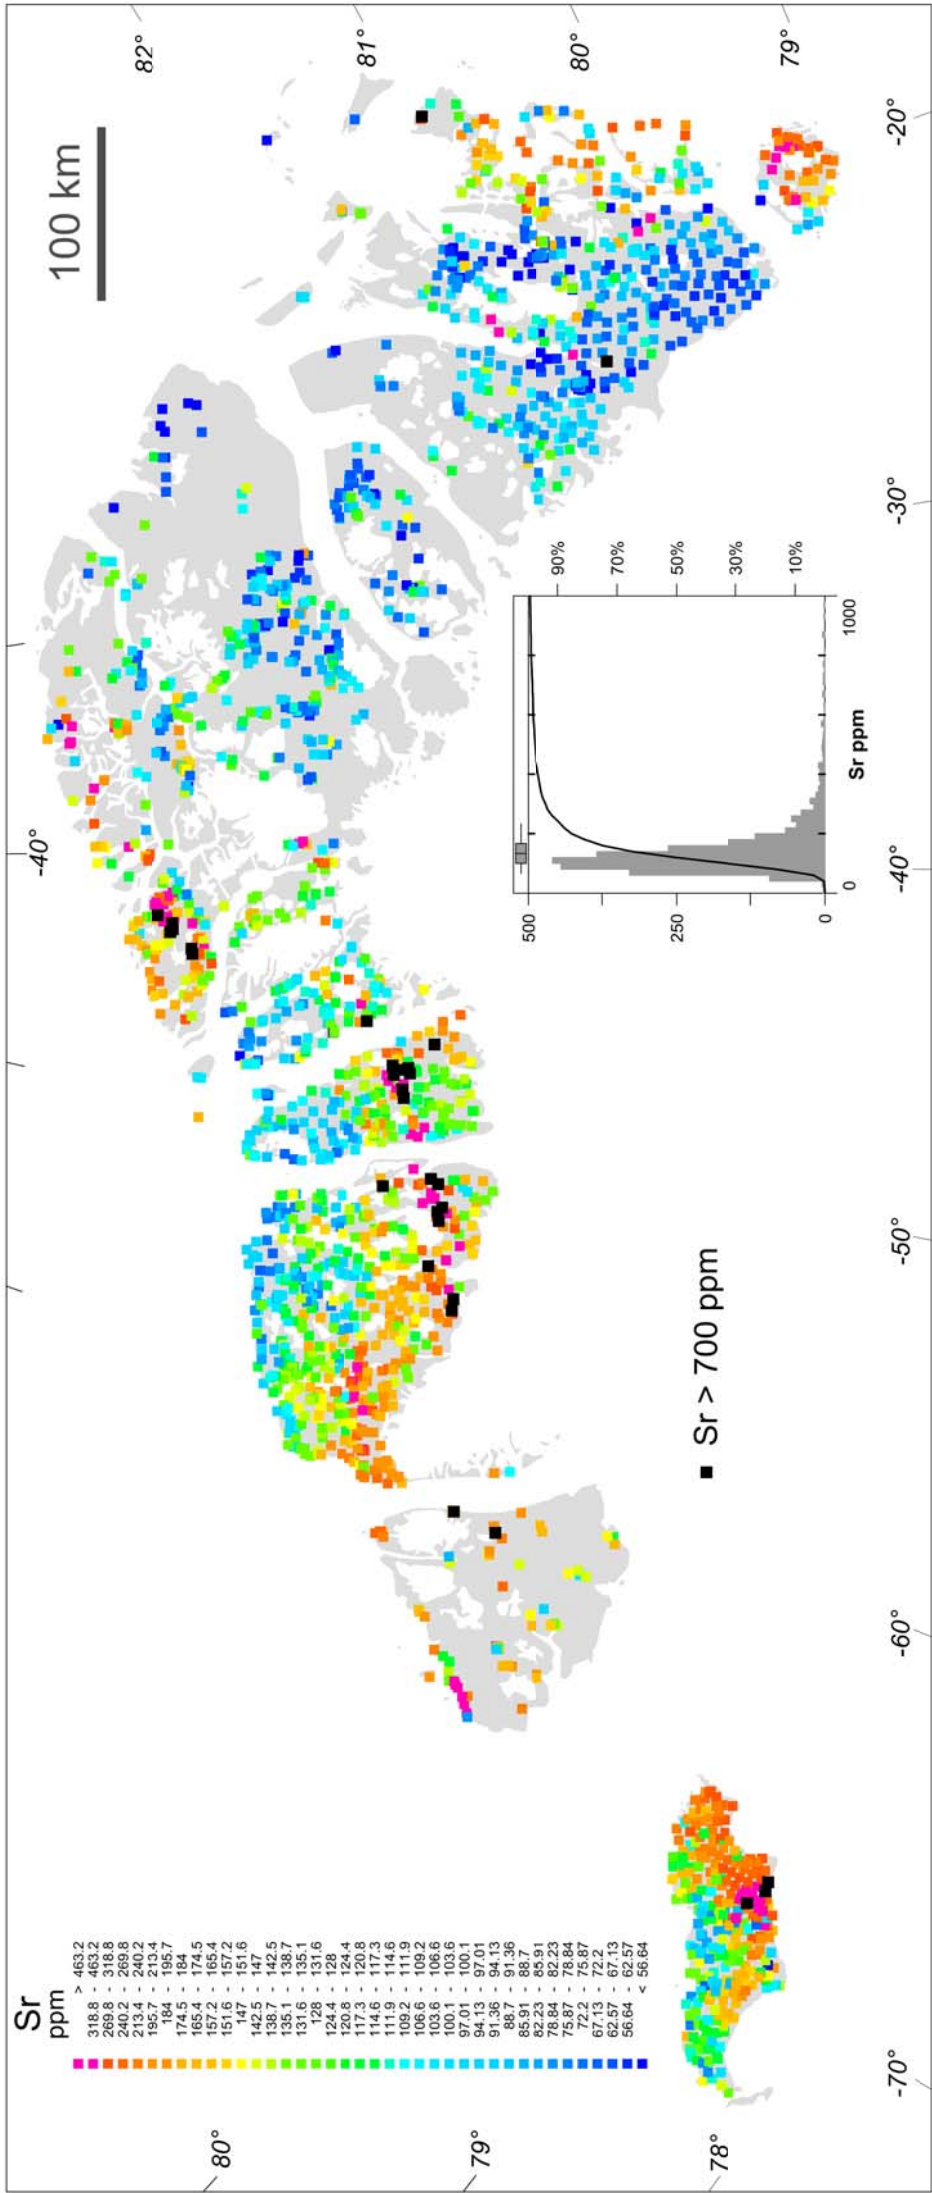 Sr
ppm
> 463.2
318.8 - 463.2
269.8 - 318.8
240.2 - 269.8
213.4 - 240.2
195.7 - 213.4
184 - 195.7
174.5 - 184
165.4 - 174.5
157.2 - 165.4
151.6 - 157.2
147 - 151.6
142.5 - 147
138.7 - 142.5
135.1 - 138.7
131.6 - 135.1
128 - 131.6
124.4 - 128
120.8 - 124.4
117.3 - 120.8
114.6 - 117.3
111.9 - 114.6
109.2 - 111.9
106.6 - 109.2
103.6 - 106.6
100.1 - 103.6
97.01 - 100.1
94.13 - 97.01
91.36 - 94.13
88.7 - 91.36
85.91 - 88.7
82.23 - 85.91
78.84 - 82.23
75.87 - 78.84
72.2 - 75.87
67.13 - 72.2
62.57 - 67.13
56.64 - 62.57
< 56.64
-40°
100 km
82°
81°
80°
79°
80°
79°
78°
Sr > 700 ppm
500
250
0
90%
70%
50%
30%
10%
0
1000
Sr ppm
-70°
-60°
-50°
-40°
-30°
-20°